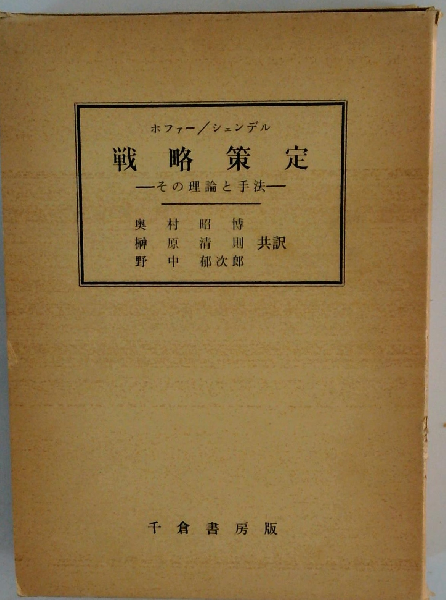 ホファー/シェンデル
戦略策定
―その理論と手法―
奥村昭博
榊原清則 共訳
野中郁次郎
千倉書房版